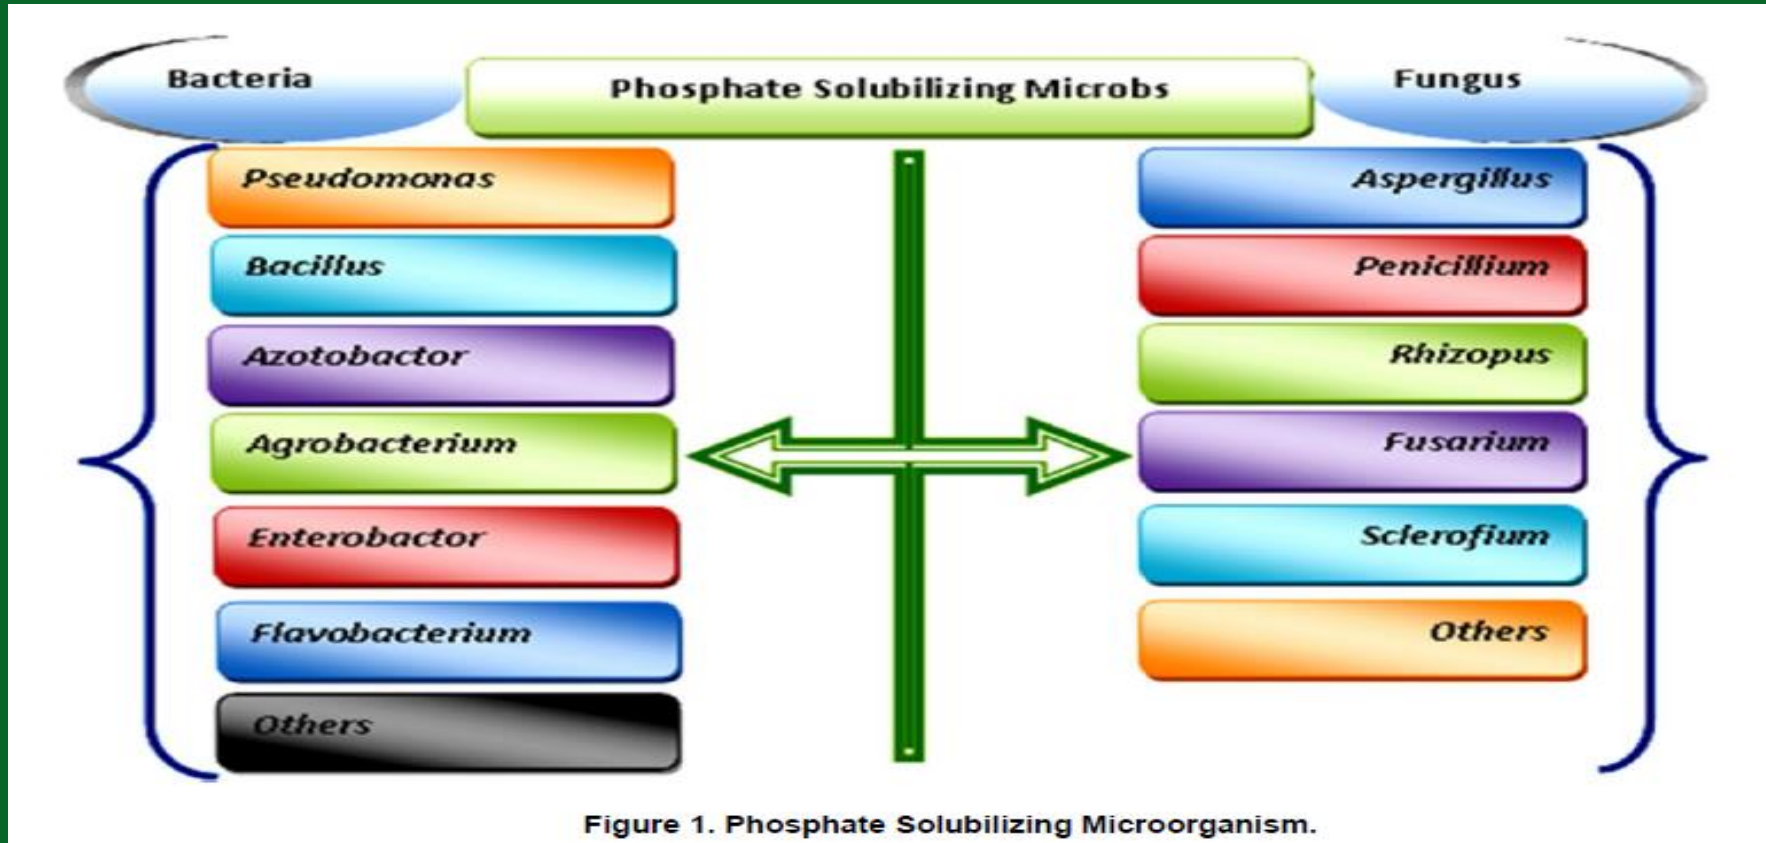 Bacteria
Phosphate Solubilizing Microbs
Fungus
Pseudomonas
Bacillus
Azotobactor
Agrobacterium
Enterobactor
Flavobacterium
Others
Aspergillus
Penicillium
Rhizopus
Fusarium
Sclerofium
Others
Figure 1. Phosphate Solubilizing Microorganism.